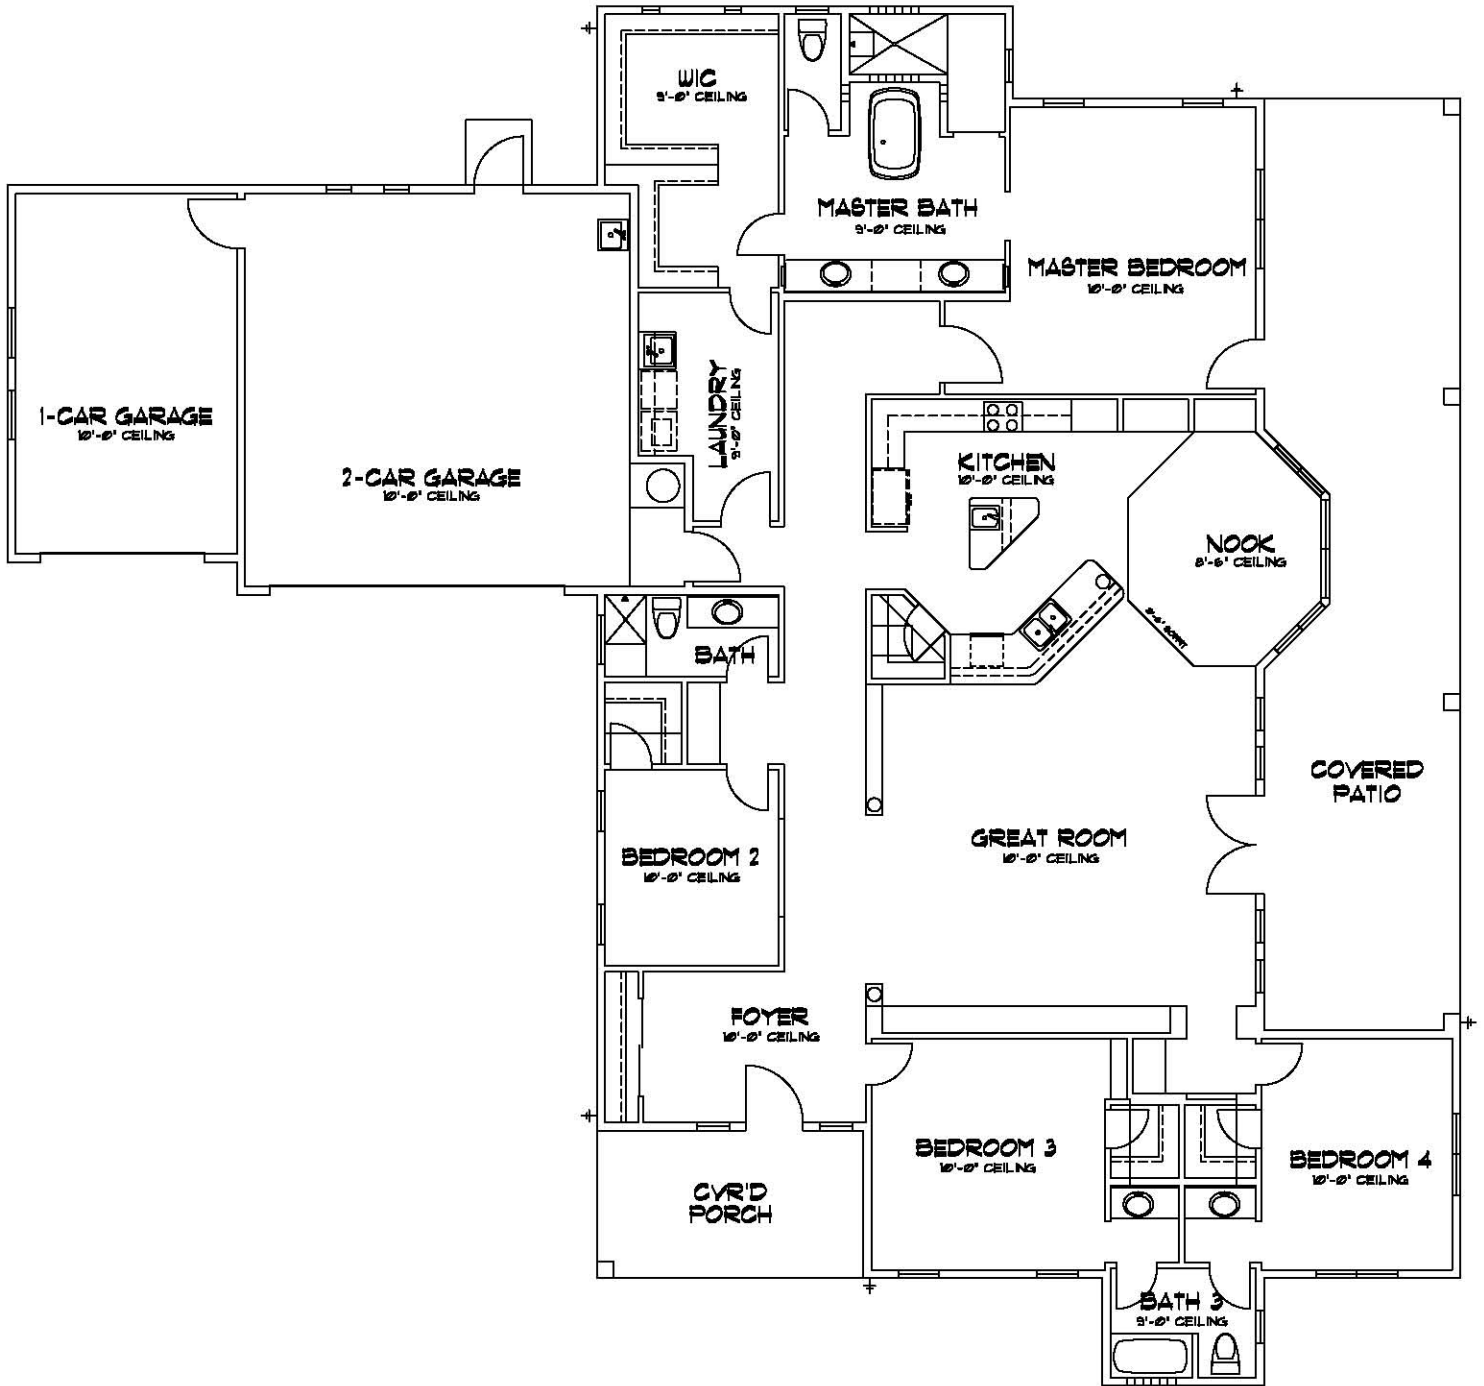 WIC
9'-0" CEILING
MASTER BATH
9'-0" CEILING
MASTER BEDROOM
10'-0" CEILING
1-CAR GARAGE
10'-0" CEILING
2-CAR GARAGE
10'-0" CEILING
LAUNDRY
9'-0" CEILING
KITCHEN
10'-0" CEILING
NOOK
8'-6" CEILING
8'-6" SOFFIT
BATH
COVERED
PATIO
GREAT ROOM
10'-0" CEILING
BEDROOM 2
10'-0" CEILING
FOYER
10'-0" CEILING
BEDROOM 3
10'-0" CEILING
BEDROOM 4
10'-0" CEILING
CVR'D
PORCH
BATH 3
9'-0" CEILING